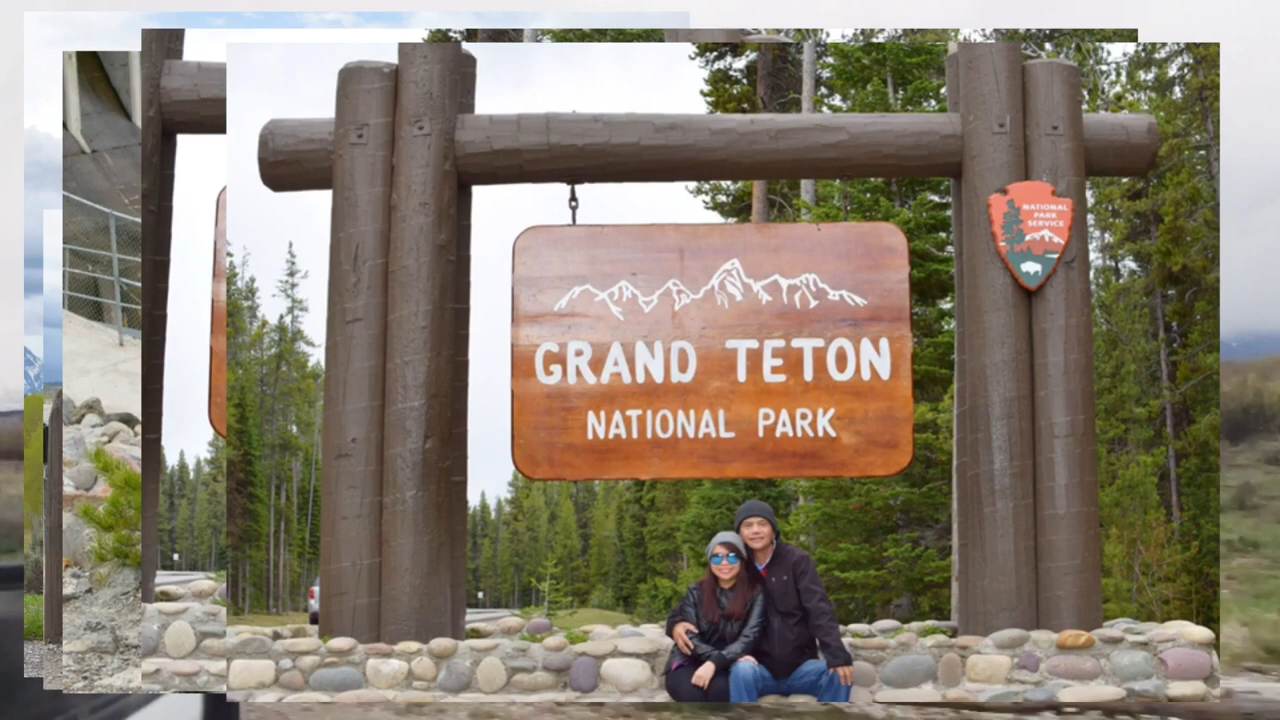 GRAND TETON
NATIONAL PARK
NATIONAL
PARK
SERVICE